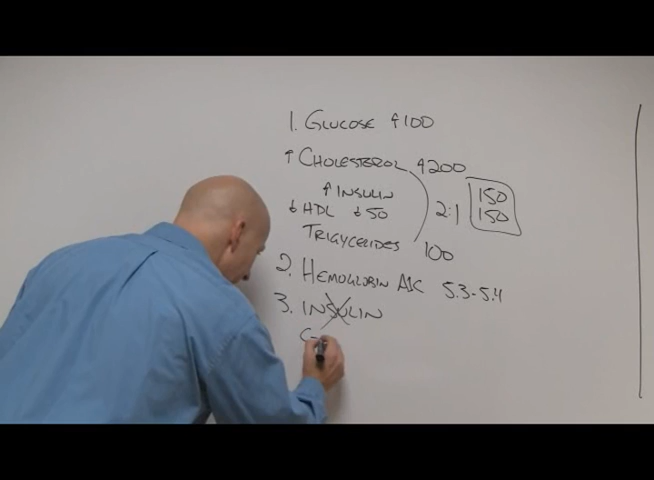 1. GLUCOSE ↑100
↑ CHOLESTEROL ↑200
↑ INSULIN
↓ HDL ↓50 2:1 150 150
TRIGYCERIDES 100
2. HEMOGLOBIN A1C 5.3-5.4
3. INSULIN
C-